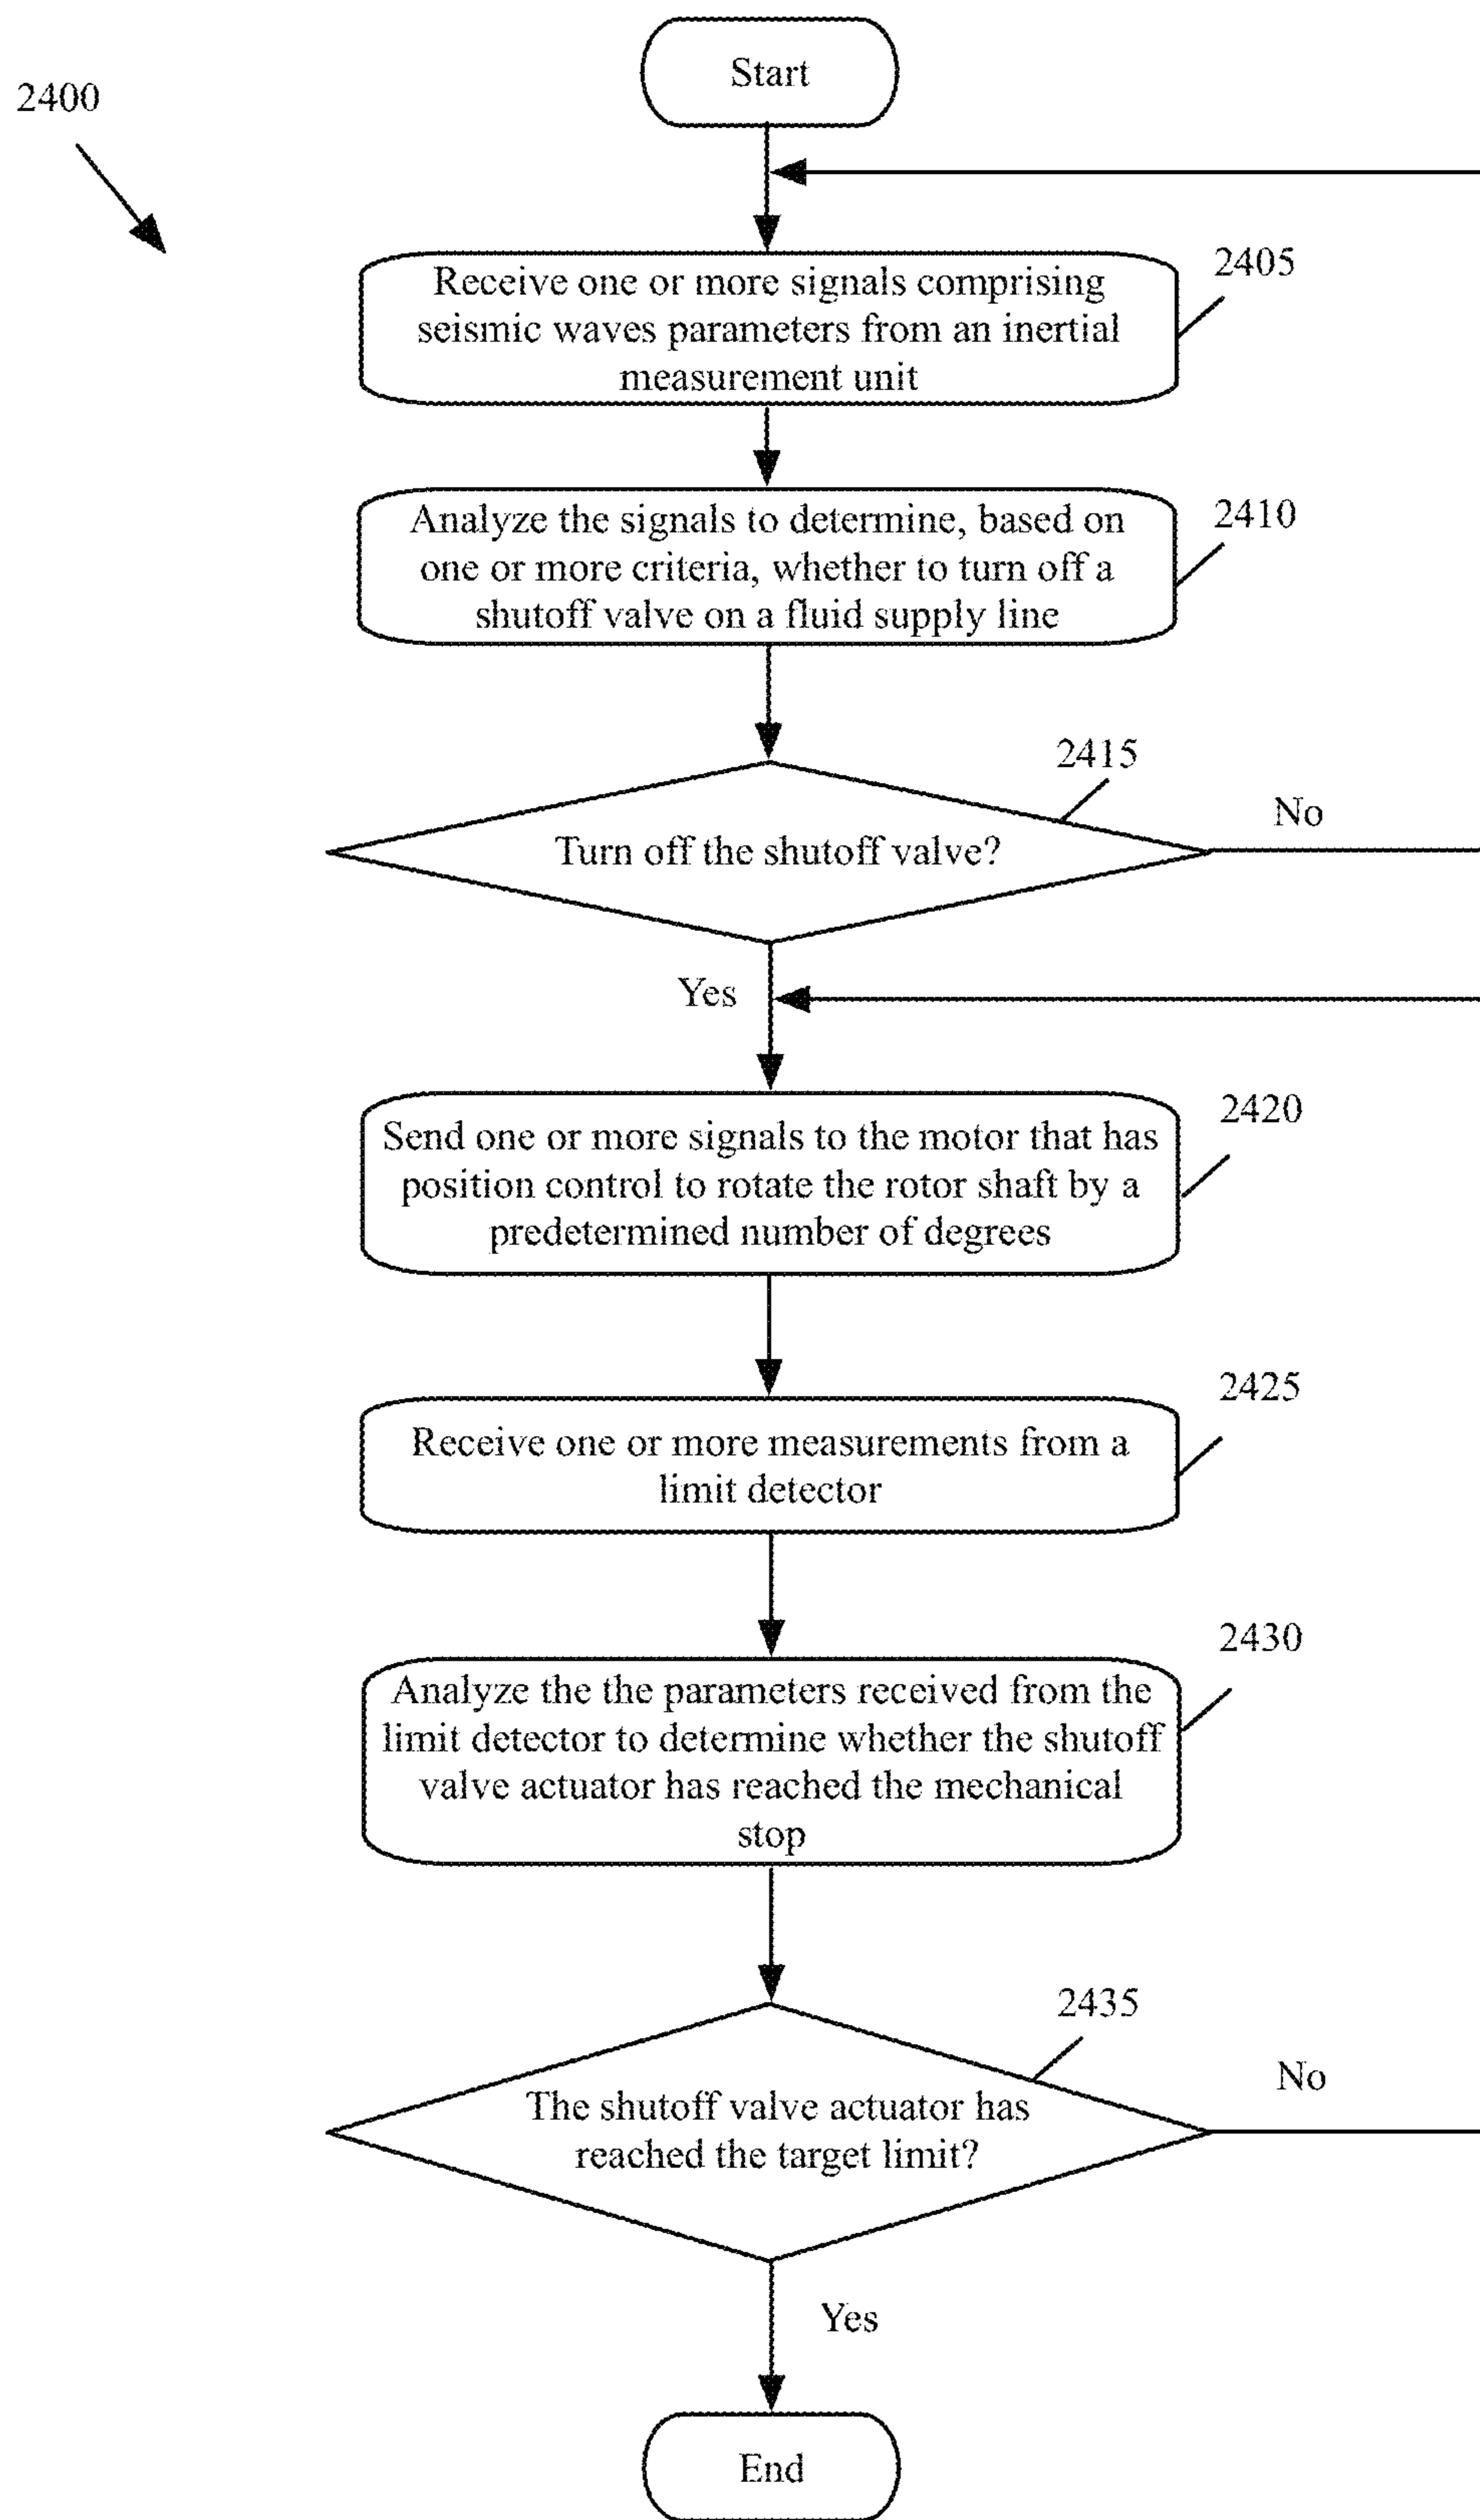 Start
2400
2405
Receive one or more signals comprising
seismic waves parameters from an inertial
measurement unit
2410
Analyze the signals to determine, based on
one or more criteria, whether to turn off a
shutoff valve on a fluid supply line
2415
No
Turn off the shutoff valve?
Yes
2420
Send one or more signals to the motor that has
position control to rotate the rotor shaft by a
predetermined number of degrees
2425
Receive one or more measurements from a
limit detector
2430
Analyze the the parameters received from the
limit detector to determine whether the shutoff
valve actuator has reached the mechanical
stop
2435
No
The shutoff valve actuator has
reached the target limit?
Yes
End